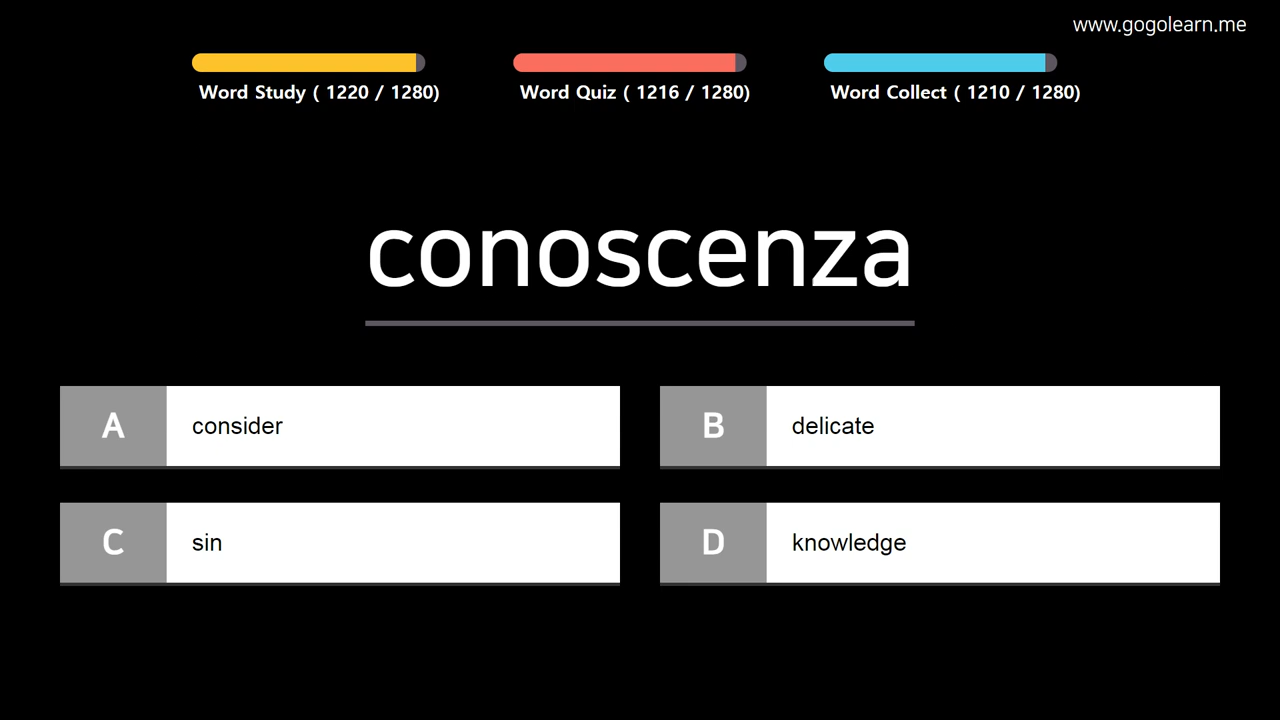 www.gogolearn.me
Word Study ( 1220 / 1280)
Word Quiz ( 1216 / 1280)
Word Collect ( 1210 / 1280)
conoscenza
A consider
B delicate
C sin
D knowledge